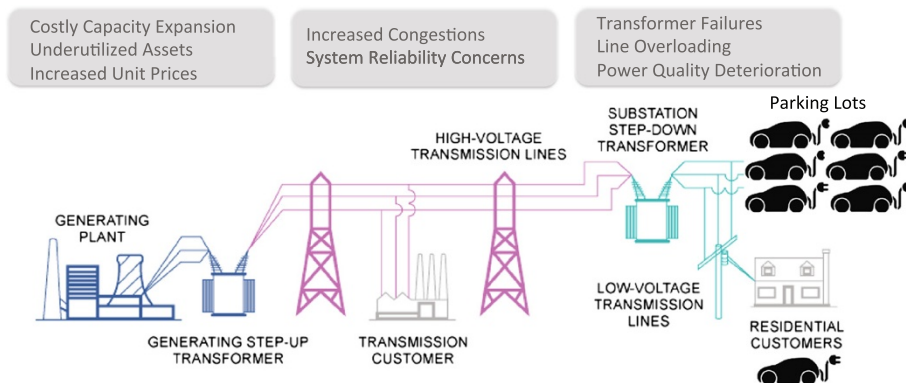 Costly Capacity Expansion
Underutilized Assets
Increased Unit Prices
Increased Congestions
System Reliability Concerns
Transformer Failures
Line Overloading
Power Quality Deterioration
Parking Lots
SUBSTATION
STEP-DOWN
TRANSFORMER
HIGH-VOLTAGE
TRANSMISSION LINES
GENERATING
PLANT
GENERATING STEP-UP
TRANSFORMER
TRANSMISSION
CUSTOMER
LOW-VOLTAGE
TRANSMISSION
LINES
RESIDENTIAL
CUSTOMERS